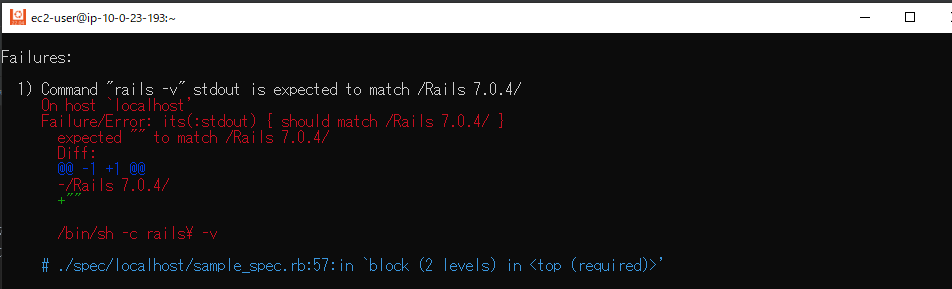 ec2-user@ip-10-0-23-193:~
Failures:
1) Command "rails -v" stdout is expected to match /Rails 7.0.4/
On host `localhost'
Failure/Error: its(:stdout) { should match /Rails 7.0.4/ }
expected "" to match /Rails 7.0.4/
Diff:
@@ -1 +1 @@
-/Rails 7.0.4/
+""
/bin/sh -c rails¥ -v
# ./spec/localhost/sample_spec.rb:57:in `block (2 levels) in <top (required)>'